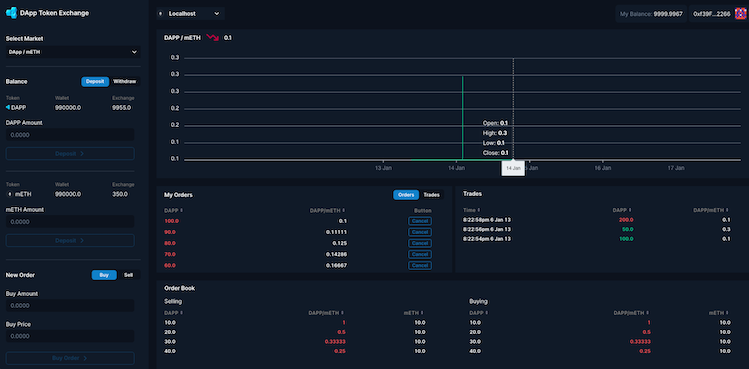 DApp Token Exchange
Localhost
My Balance: 9999.9967
0xf39F...2266
Select Market
DApp / mETH
Balance
Deposit Withdraw
Token Wallet Exchange
DAPP 990000.0 9955.0
DAPP Amount
0.0000
Deposit
Token Wallet Exchange
mETH 990000.0 350.0
mETH Amount
0.0000
Deposit
New Order
Buy Sell
Buy Amount
0.0000
Buy Price
0.0000
Buy Order
DAPP / mETH 0.1
0.3
0.3
0.3
0.2
0.2
0.1
0.1
Open: 0.1
High: 0.3
Low: 0.1
Close: 0.1
13 Jan 14 Jan 14 Jan 5 Jan 16 Jan 17 Jan
My Orders
Orders Trades
DAPP DAPP/mETH Button
100.0 0.1 Cancel
90.0 0.11111 Cancel
80.0 0.125 Cancel
70.0 0.14286 Cancel
60.0 0.16667 Cancel
Trades
Time DAPP DAPP/mETH
8:22:58pm 6 Jan 13 200.0 0.1
8:22:56pm 6 Jan 13 50.0 0.3
8:22:54pm 6 Jan 13 100.0 0.1
Order Book
Selling
DAPP DAPP/mETH mETH
10.0 1 10.0
20.0 0.5 10.0
30.0 0.33333 10.0
40.0 0.25 10.0
Buying
DAPP DAPP/mETH mETH
10.0 1 10.0
20.0 0.5 10.0
30.0 0.33333 10.0
40.0 0.25 10.0